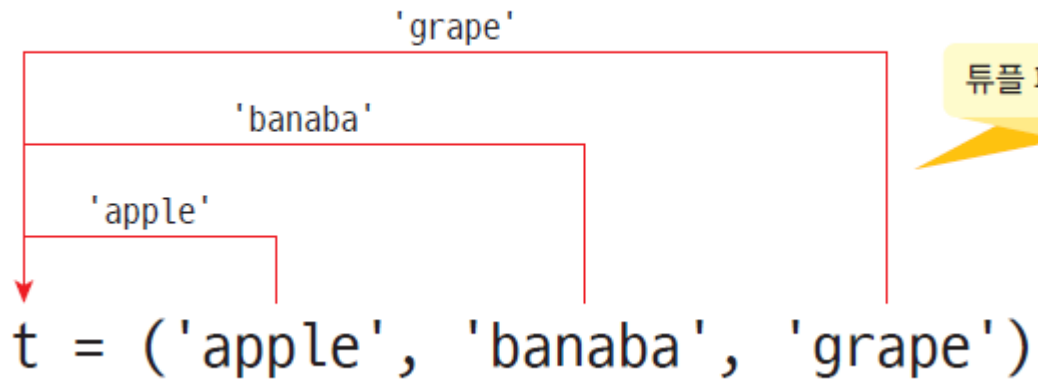 'grape'
튜플
'banaba'
'apple'
t = ('apple', 'banaba', 'grape')